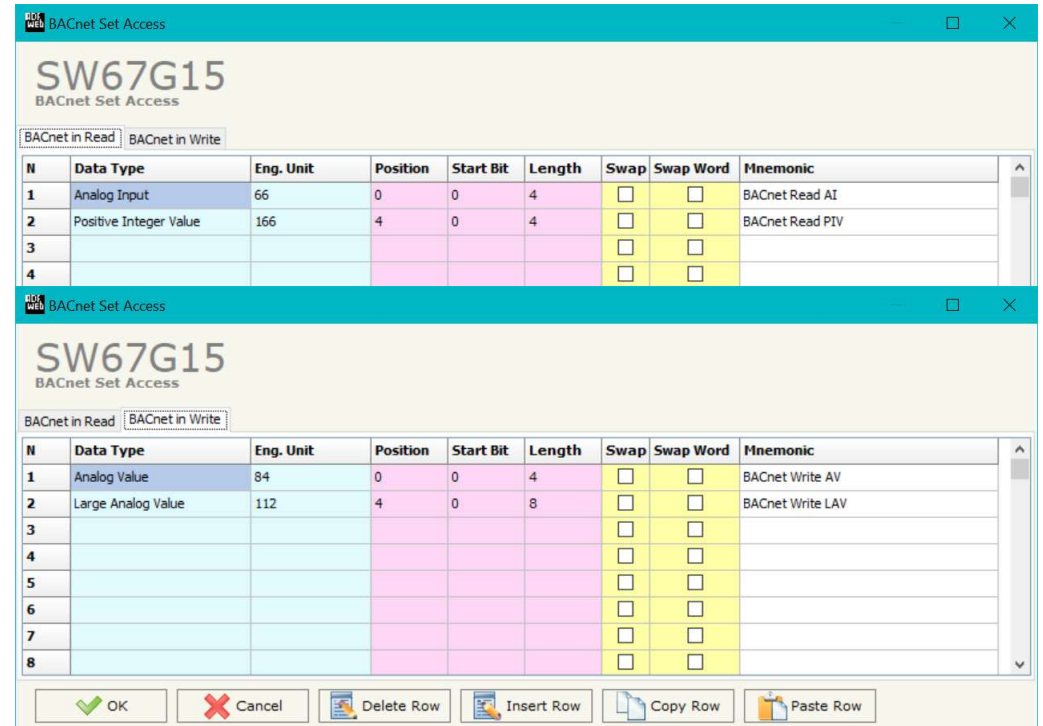 ADF WEB BACnet Set Access
SW67G15
BACnet Set Access
BACnet in Read BACnet in Write
N Data Type Eng. Unit Position Start Bit Length Swap Swap Word Mnemonic
1 Analog Input 66 0 0 4 BACnet Read AI
2 Positive Integer Value 166 4 0 4 BACnet Read PIV
3
4
ADF WEB BACnet Set Access
SW67G15
BACnet Set Access
BACnet in Read BACnet in Write
N Data Type Eng. Unit Position Start Bit Length Swap Swap Word Mnemonic
1 Analog Value 84 0 0 4 BACnet Write AV
2 Large Analog Value 112 4 0 8 BACnet Write LAV
3
4
5
6
7
8
OK Cancel Delete Row Insert Row Copy Row Paste Row